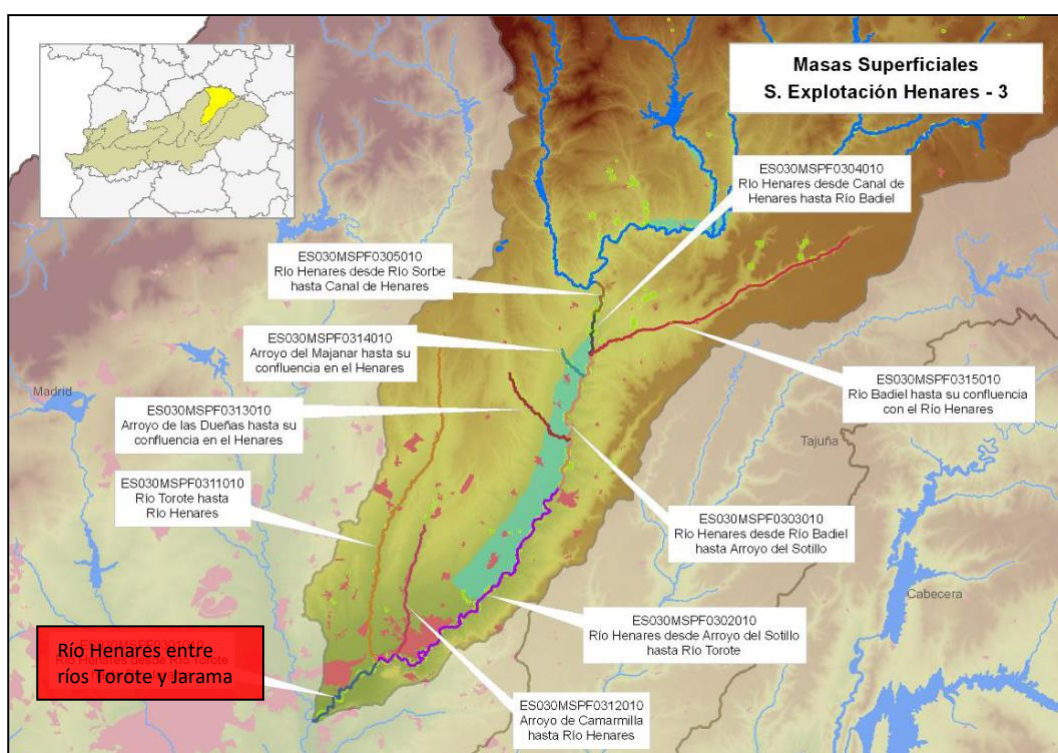 Masas Superficiales
S. Explotación Henares - 3
ES030MSPF0304010
Río Henares desde Canal de
Henares hasta Río Badiel
ES030MSPF0305010
Río Henares desde Río Sorbe
hasta Canal de Henares
ES030MSPF0314010
Arroyo del Majanar hasta su
confluencia en el Henares
Madrid
ES030MSPF0315010
Río Badiel hasta su confluencia
con el Río Henares
ES030MSPF0313010
Arroyo de las Dueñas hasta su
confluencia en el Henares
Tajuña
ES030MSPF0311010
Río Torote hasta
Río Henares
ES030MSPF0303010
Río Henares desde Río Badiel
hasta Arroyo del Sotillo
Cabecera
ES030MSPF0302010
Río Henares desde Arroyo del Sotillo
hasta Río Torote
Río Henares entre
ríos Torote y Jarama
ES030MSPF0312010
Arroyo de Camarmilla
hasta Río Henares